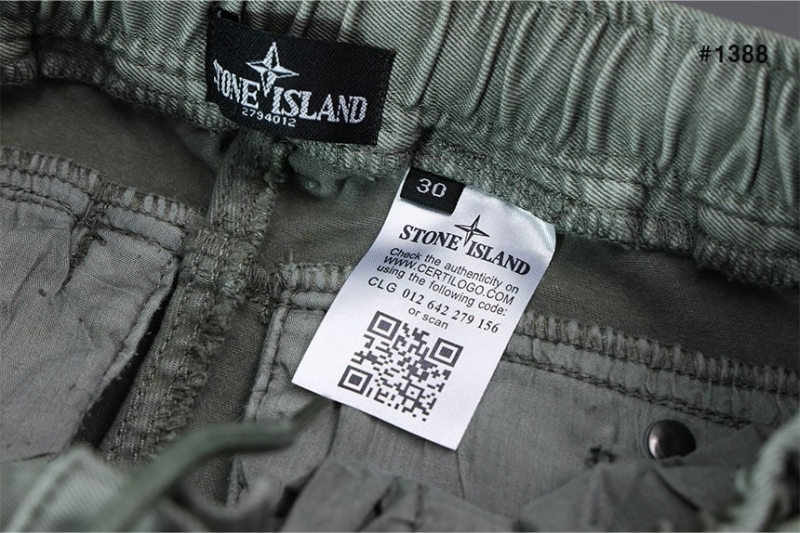 #1388
STONE ISLAND
2794012
30
STONE ISLAND
Check the authenticity on
WWW.CERTILOGO.COM
using the following code:
CLG 012 642 279 156
or scan